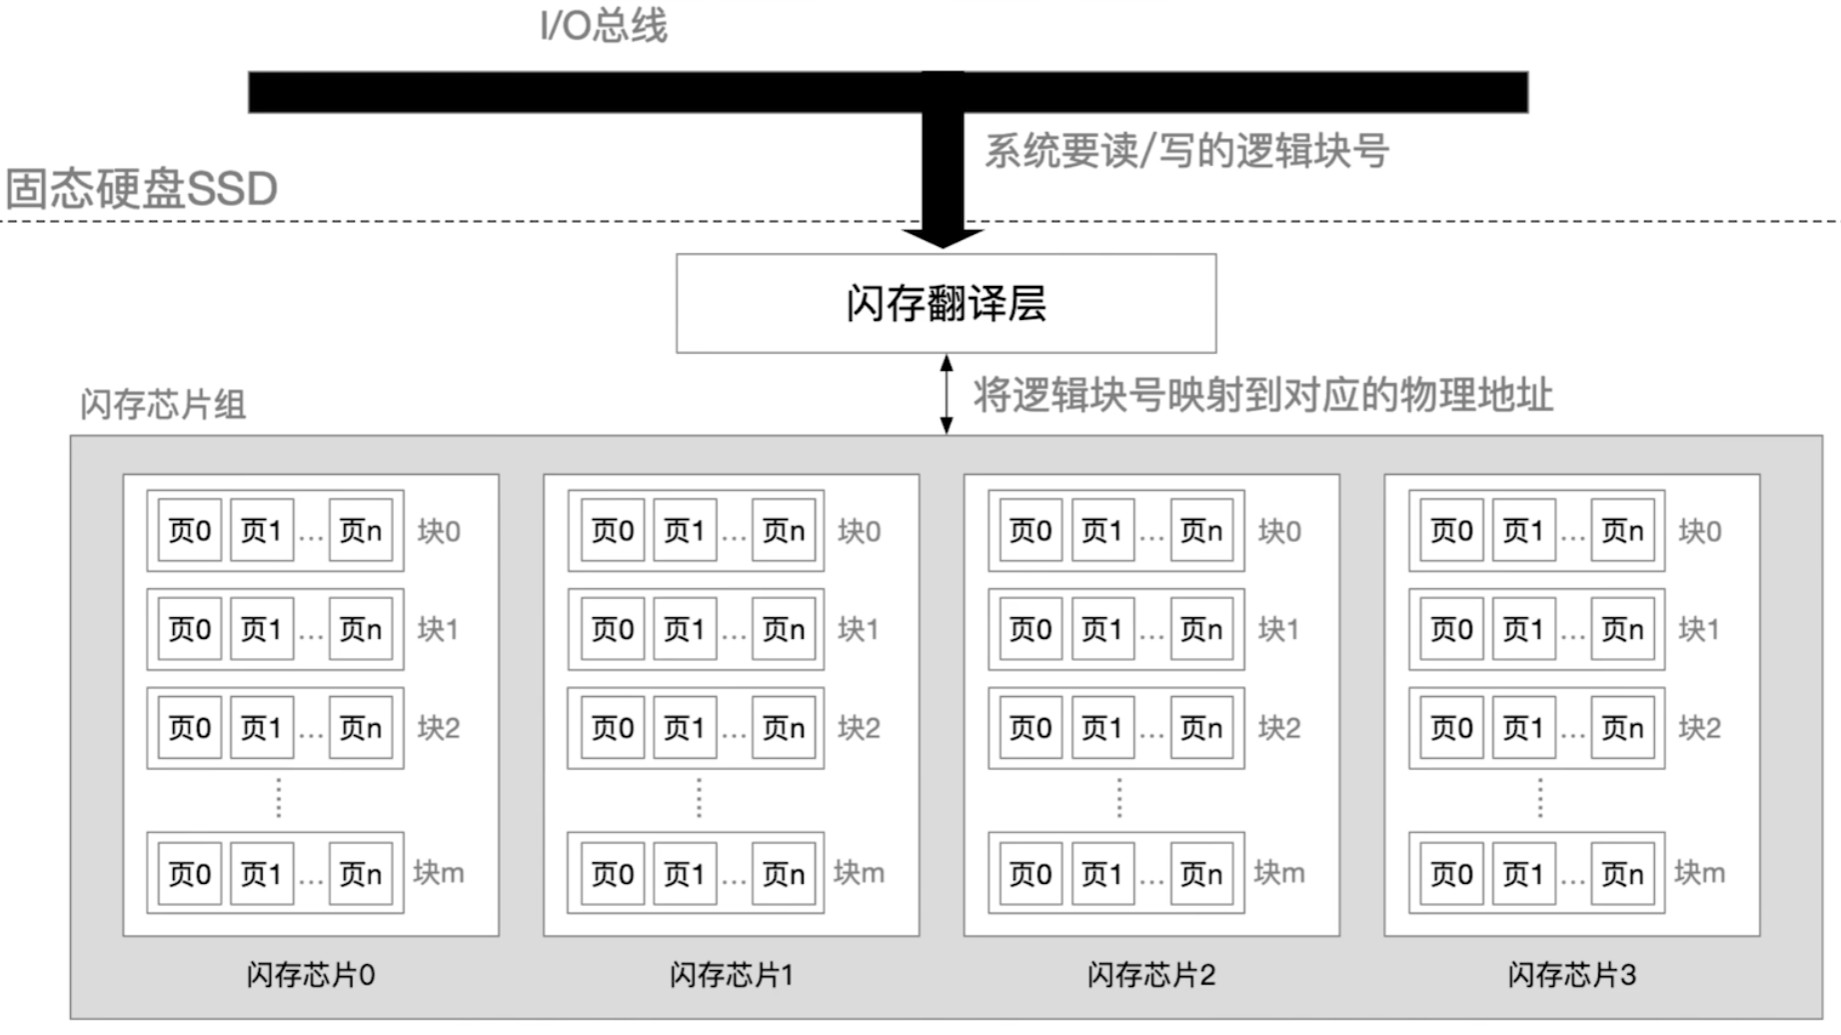 I/O总线
系统要读/写的逻辑块号
固态硬盘SSD
闪存翻译层
将逻辑块号映射到对应的物理地址
闪存芯片组
页0 页1 ... 页n 块0 页0 页1 ... 页n 块0 页0 页1 ... 页n 块0 页0 页1 ... 页n 块0
页0 页1 ... 页n 块1 页0 页1 ... 页n 块1 页0 页1 ... 页n 块1 页0 页1 ... 页n 块1
页0 页1 ... 页n 块2 页0 页1 ... 页n 块2 页0 页1 ... 页n 块2 页0 页1 ... 页n 块2
页0 页1 ... 页n 块m 页0 页1 ... 页n 块m 页0 页1 ... 页n 块m 页0 页1 ... 页n 块m
闪存芯片0 闪存芯片1 闪存芯片2 闪存芯片3